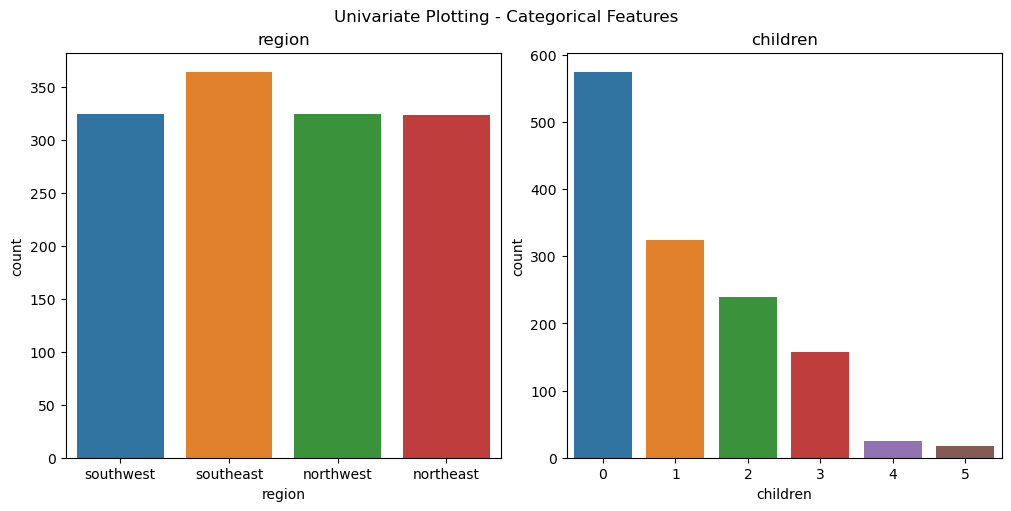 Univariate Plotting - Categorical Features
region
350
300
250
200
150
100
50
0
count
southwest southeast northwest northeast
region
children
600
500
400
300
200
100
0
count
0 1 2 3 4 5
children